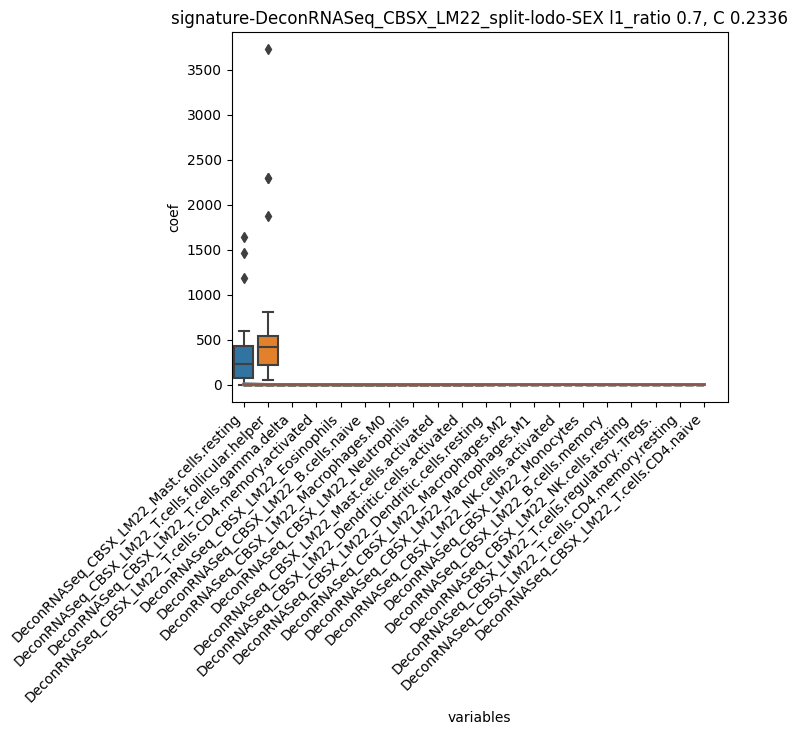 signature-DeconRNASeq_CBSX_LM22_split-lodo-SEX l1_ratio 0.7, C 0.2336
3500
3000
2500
2000
1500
1000
500
0
coef
DeconRNASeq_CBSX_LM22_Mast.cells.resting
DeconRNASeq_CBSX_LM22_T.cells.follicular.helper
DeconRNASeq_CBSX_LM22_T.cells.gamma.delta
DeconRNASeq_CBSX_LM22_T.cells.CD4.memory.activated
DeconRNASeq_CBSX_LM22_Eosinophils
DeconRNASeq_CBSX_LM22_B.cells.naive
DeconRNASeq_CBSX_LM22_Macrophages.M0
DeconRNASeq_CBSX_LM22_Neutrophils
DeconRNASeq_CBSX_LM22_Mast.cells.activated
DeconRNASeq_CBSX_LM22_Dendritic.cells.activated
DeconRNASeq_CBSX_LM22_Dendritic.cells.resting
DeconRNASeq_CBSX_LM22_Macrophages.M2
DeconRNASeq_CBSX_LM22_Macrophages.M1
DeconRNASeq_CBSX_LM22_NK.cells.activated
DeconRNASeq_CBSX_LM22_Monocytes
DeconRNASeq_CBSX_LM22_B.cells.memory
DeconRNASeq_CBSX_LM22_NK.cells.resting
DeconRNASeq_CBSX_LM22_T.cells.regulatory..Tregs.
DeconRNASeq_CBSX_LM22_T.cells.CD4.memory.resting
DeconRNASeq_CBSX_LM22_T.cells.CD4.naive
variables